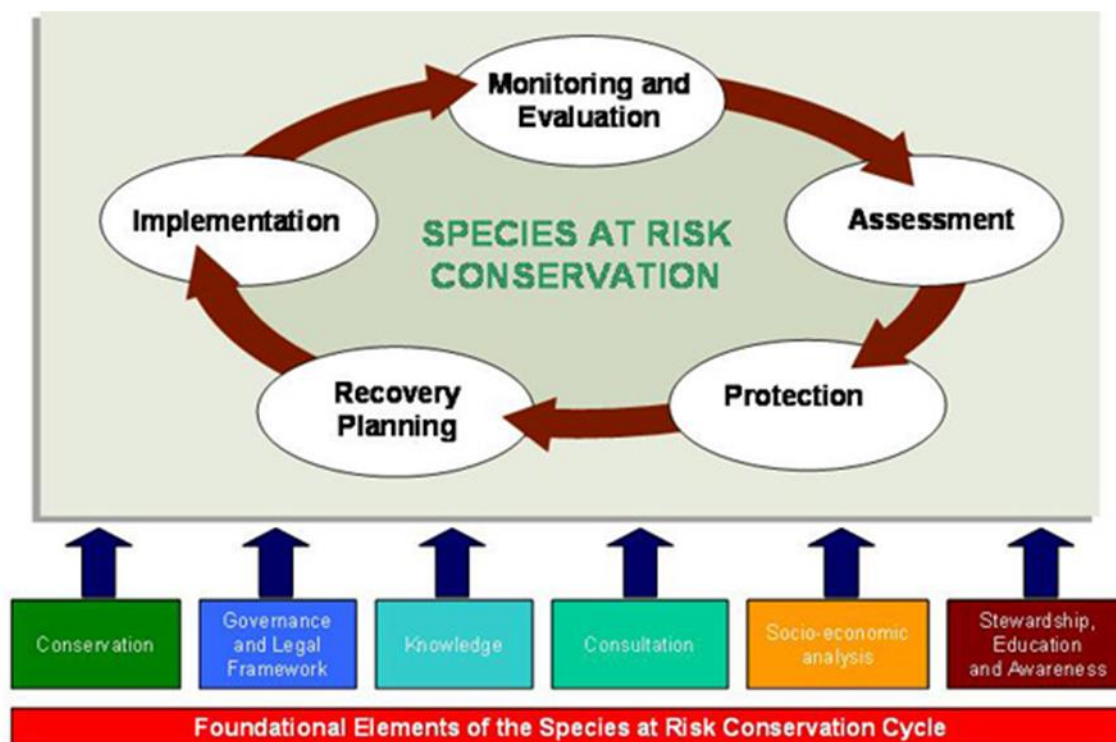 Monitoring and
Evaluation
Implementation
Assessment
SPECIES AT RISK
CONSERVATION
Recovery
Planning
Protection
Conservation
Governance
and Legal
Framework
Knowledge
Consultation
Socio-economic
analysis
Stewardship,
Education
and Awareness
Foundational Elements of the Species at Risk Conservation Cycle